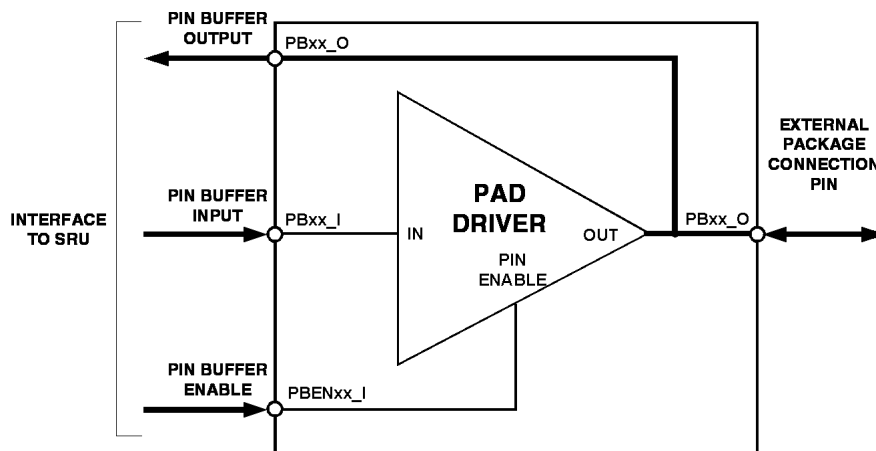 PIN BUFFER
OUTPUT
PBxx_O
EXTERNAL
PACKAGE
CONNECTION
PIN
PIN BUFFER
INPUT
PAD
DRIVER
INTERFACE
TO SRU
PBxx_I
PBxx_O
IN
OUT
PIN
ENABLE
PIN BUFFER
ENABLE
PBENxx_I